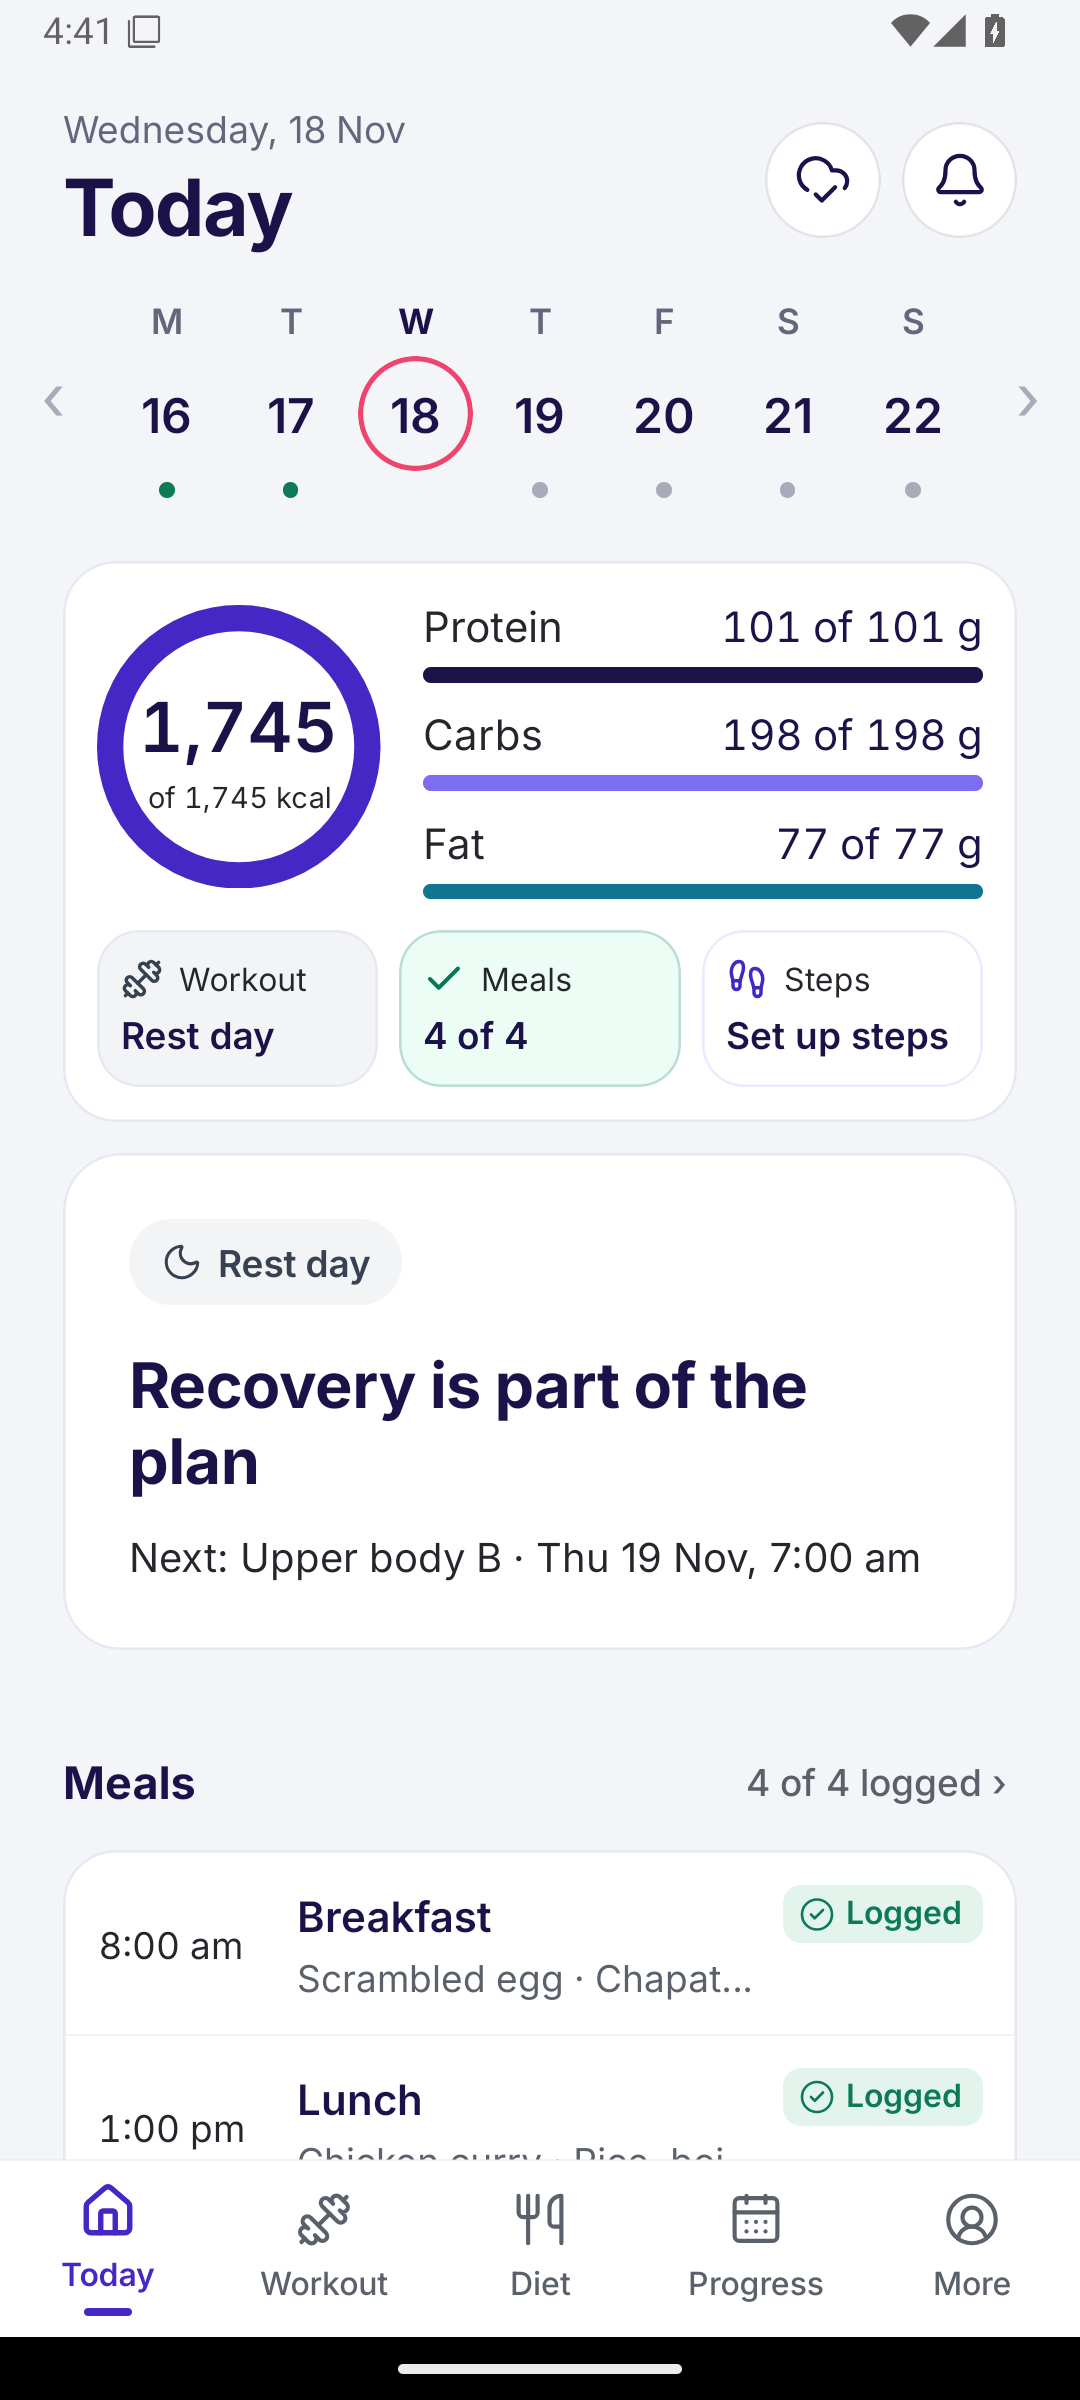 4:41
Wednesday, 18 Nov
Today
M T W T F S S
‹ 16 17 18 19 20 21 22 ›
Protein 101 of 101 g
1,745
of 1,745 kcal
Carbs 198 of 198 g
Fat 77 of 77 g
Workout
Rest day
Meals
4 of 4
Steps
Set up steps
Rest day
Recovery is part of the
plan
Next: Upper body B · Thu 19 Nov, 7:00 am
Meals 4 of 4 logged ›
8:00 am
Breakfast Logged
Scrambled egg · Chapat...
1:00 pm
Lunch Logged
Chicken curry · Rice, boi
Today Workout Diet Progress More